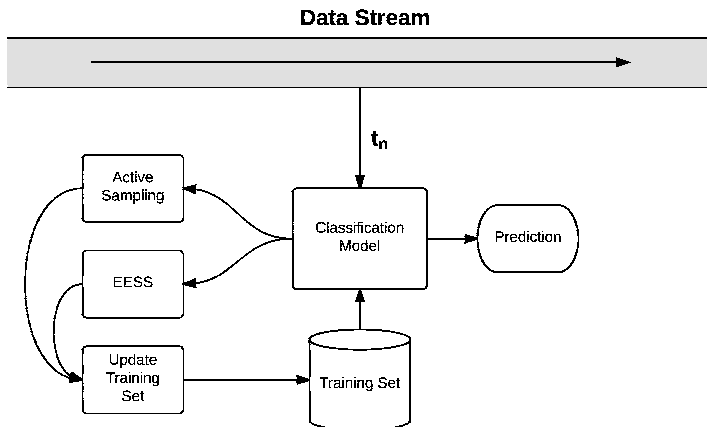 Data Stream
tn
Active
Sampling
Classification
Model
Prediction
EESS
Update
Training
Set
Training Set